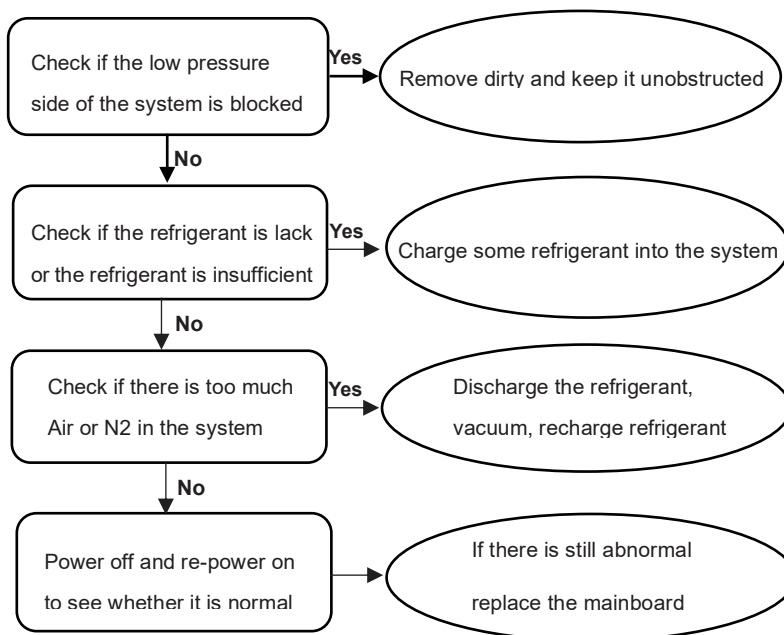 Check if the low pressure
side of the system is blocked
Yes
Remove dirty and keep it unobstructed
No
Check if the refrigerant is lack
or the refrigerant is insufficient
Yes
Charge some refrigerant into the system
No
Check if there is too much
Air or N2 in the system
Yes
Discharge the refrigerant,
vacuum, recharge refrigerant
No
Power off and re-power on
to see whether it is normal
If there is still abnormal
replace the mainboard